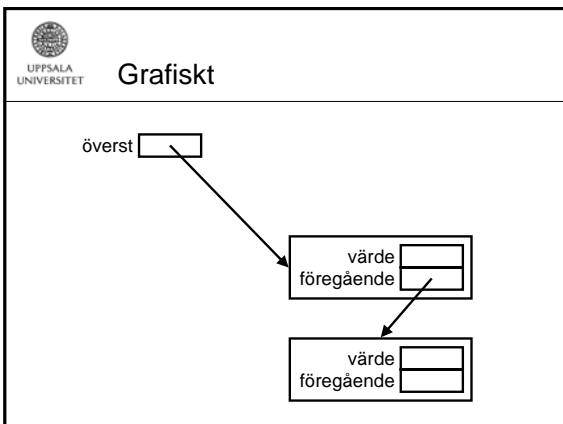 UPPSALA
UNIVERSITET
Grafiskt
överst
värde
föregående
värde
föregående